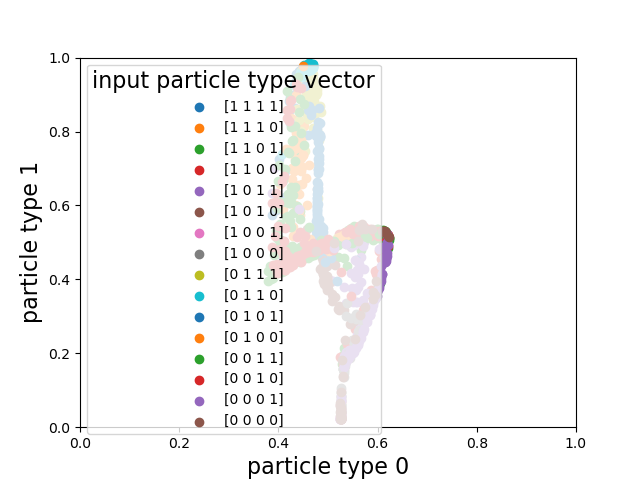 input particle type vector
[1 1 1 1]
[1 1 1 0]
[1 1 0 1]
[1 1 0 0]
[1 0 1 1]
[1 0 1 0]
[1 0 0 1]
[1 0 0 0]
[0 1 1 1]
[0 1 1 0]
[0 1 0 1]
[0 1 0 0]
[0 0 1 1]
[0 0 1 0]
[0 0 0 1]
[0 0 0 0]
particle type 1
1.0
0.8
0.6
0.4
0.2
0.0
0.0 0.2 0.4 0.6 0.8 1.0
particle type 0